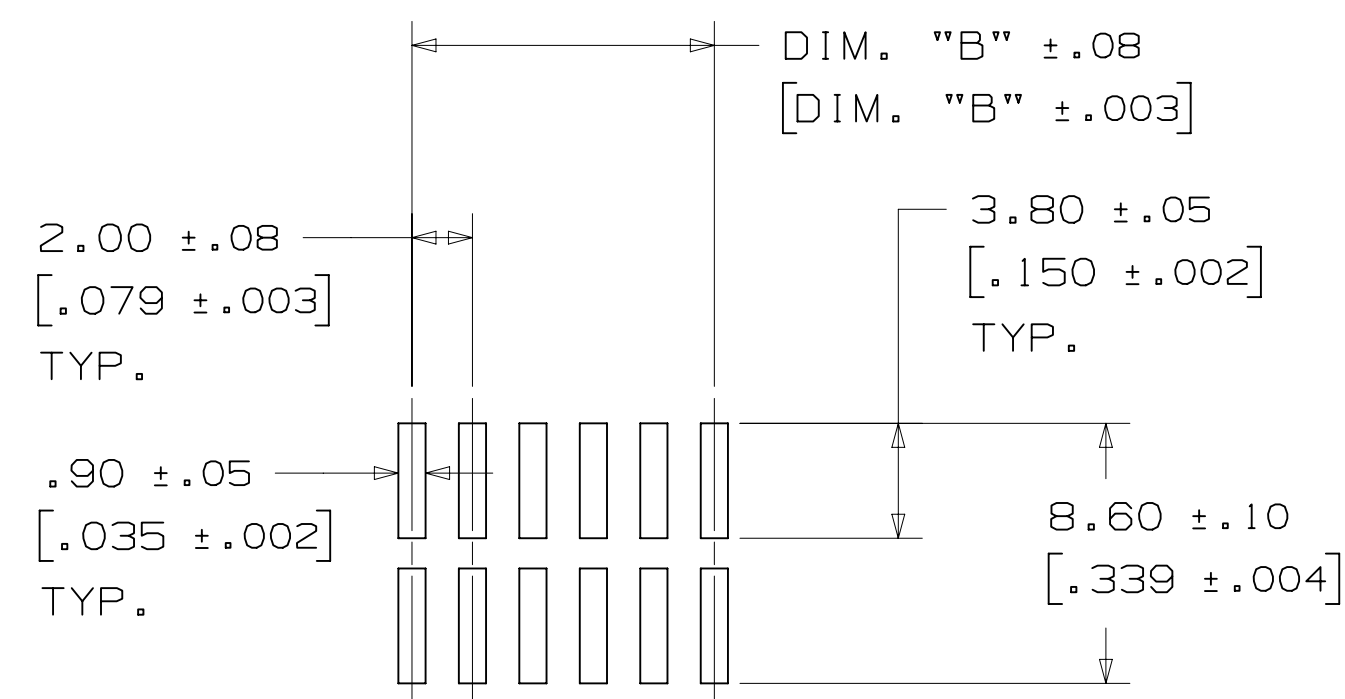 DIM. "B" ±.08
[DIM. "B" ±.003]
3.80 ±.05
[.150 ±.002]
TYP.
2.00 ±.08
[.079 ±.003]
TYP.
.90 ±.05
[.035 ±.002]
TYP.
8.60 ±.10
[.339 ±.004]